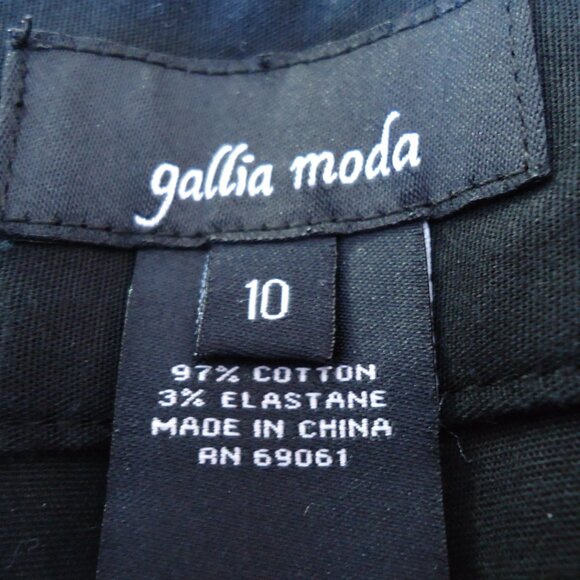 gallia moda
10
97% COTTON
3% ELASTANE
MADE IN CHINA
RN 69061